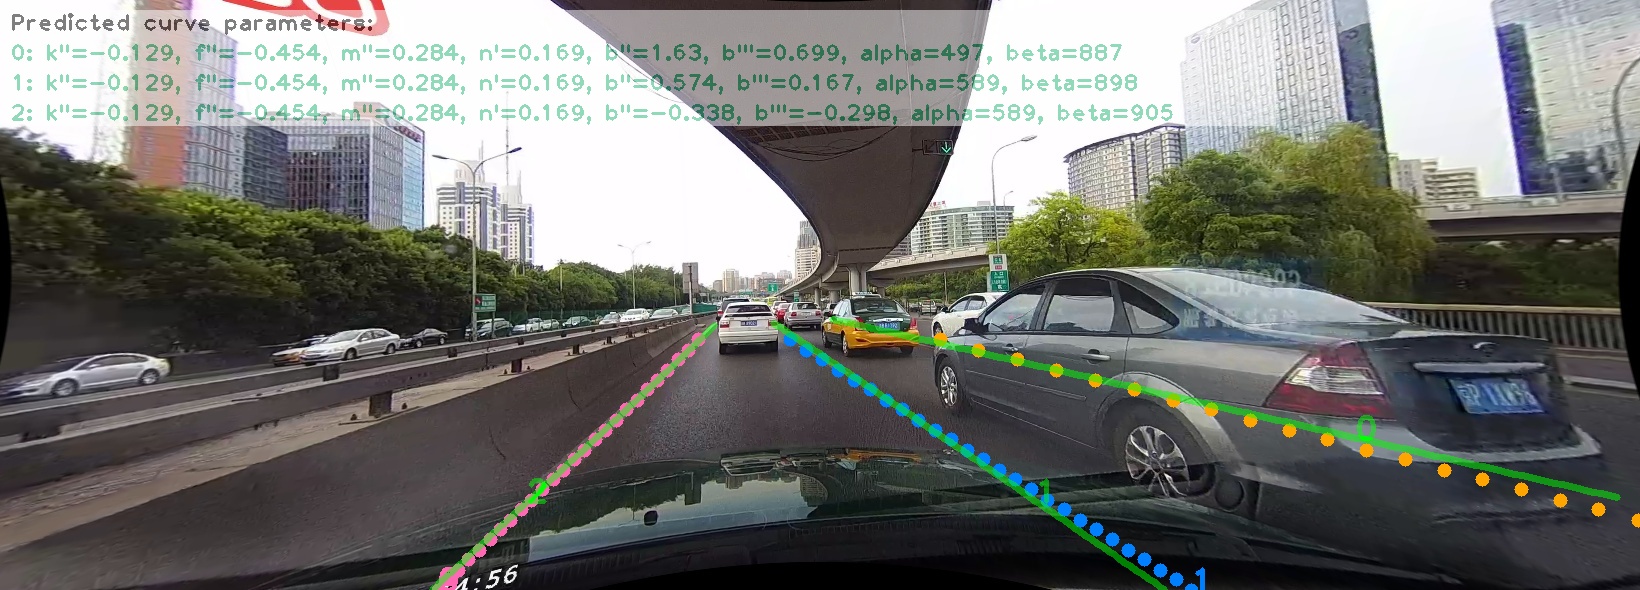 Predicted curve parameters:
0: k''=-0.129, f''=-0.454, m''=0.284, n'=0.169, b''=1.63, b'''=0.699, alpha=497, beta=887
1: k''=-0.129, f''=-0.454, m''=0.284, n'=0.169, b''=0.574, b'''=0.167, alpha=589, beta=898
2: k''=-0.129, f''=-0.454, m''=0.284, n'=0.169, b''=-0.338, b'''=-0.298, alpha=589, beta=905
0
2
1
4:56
1